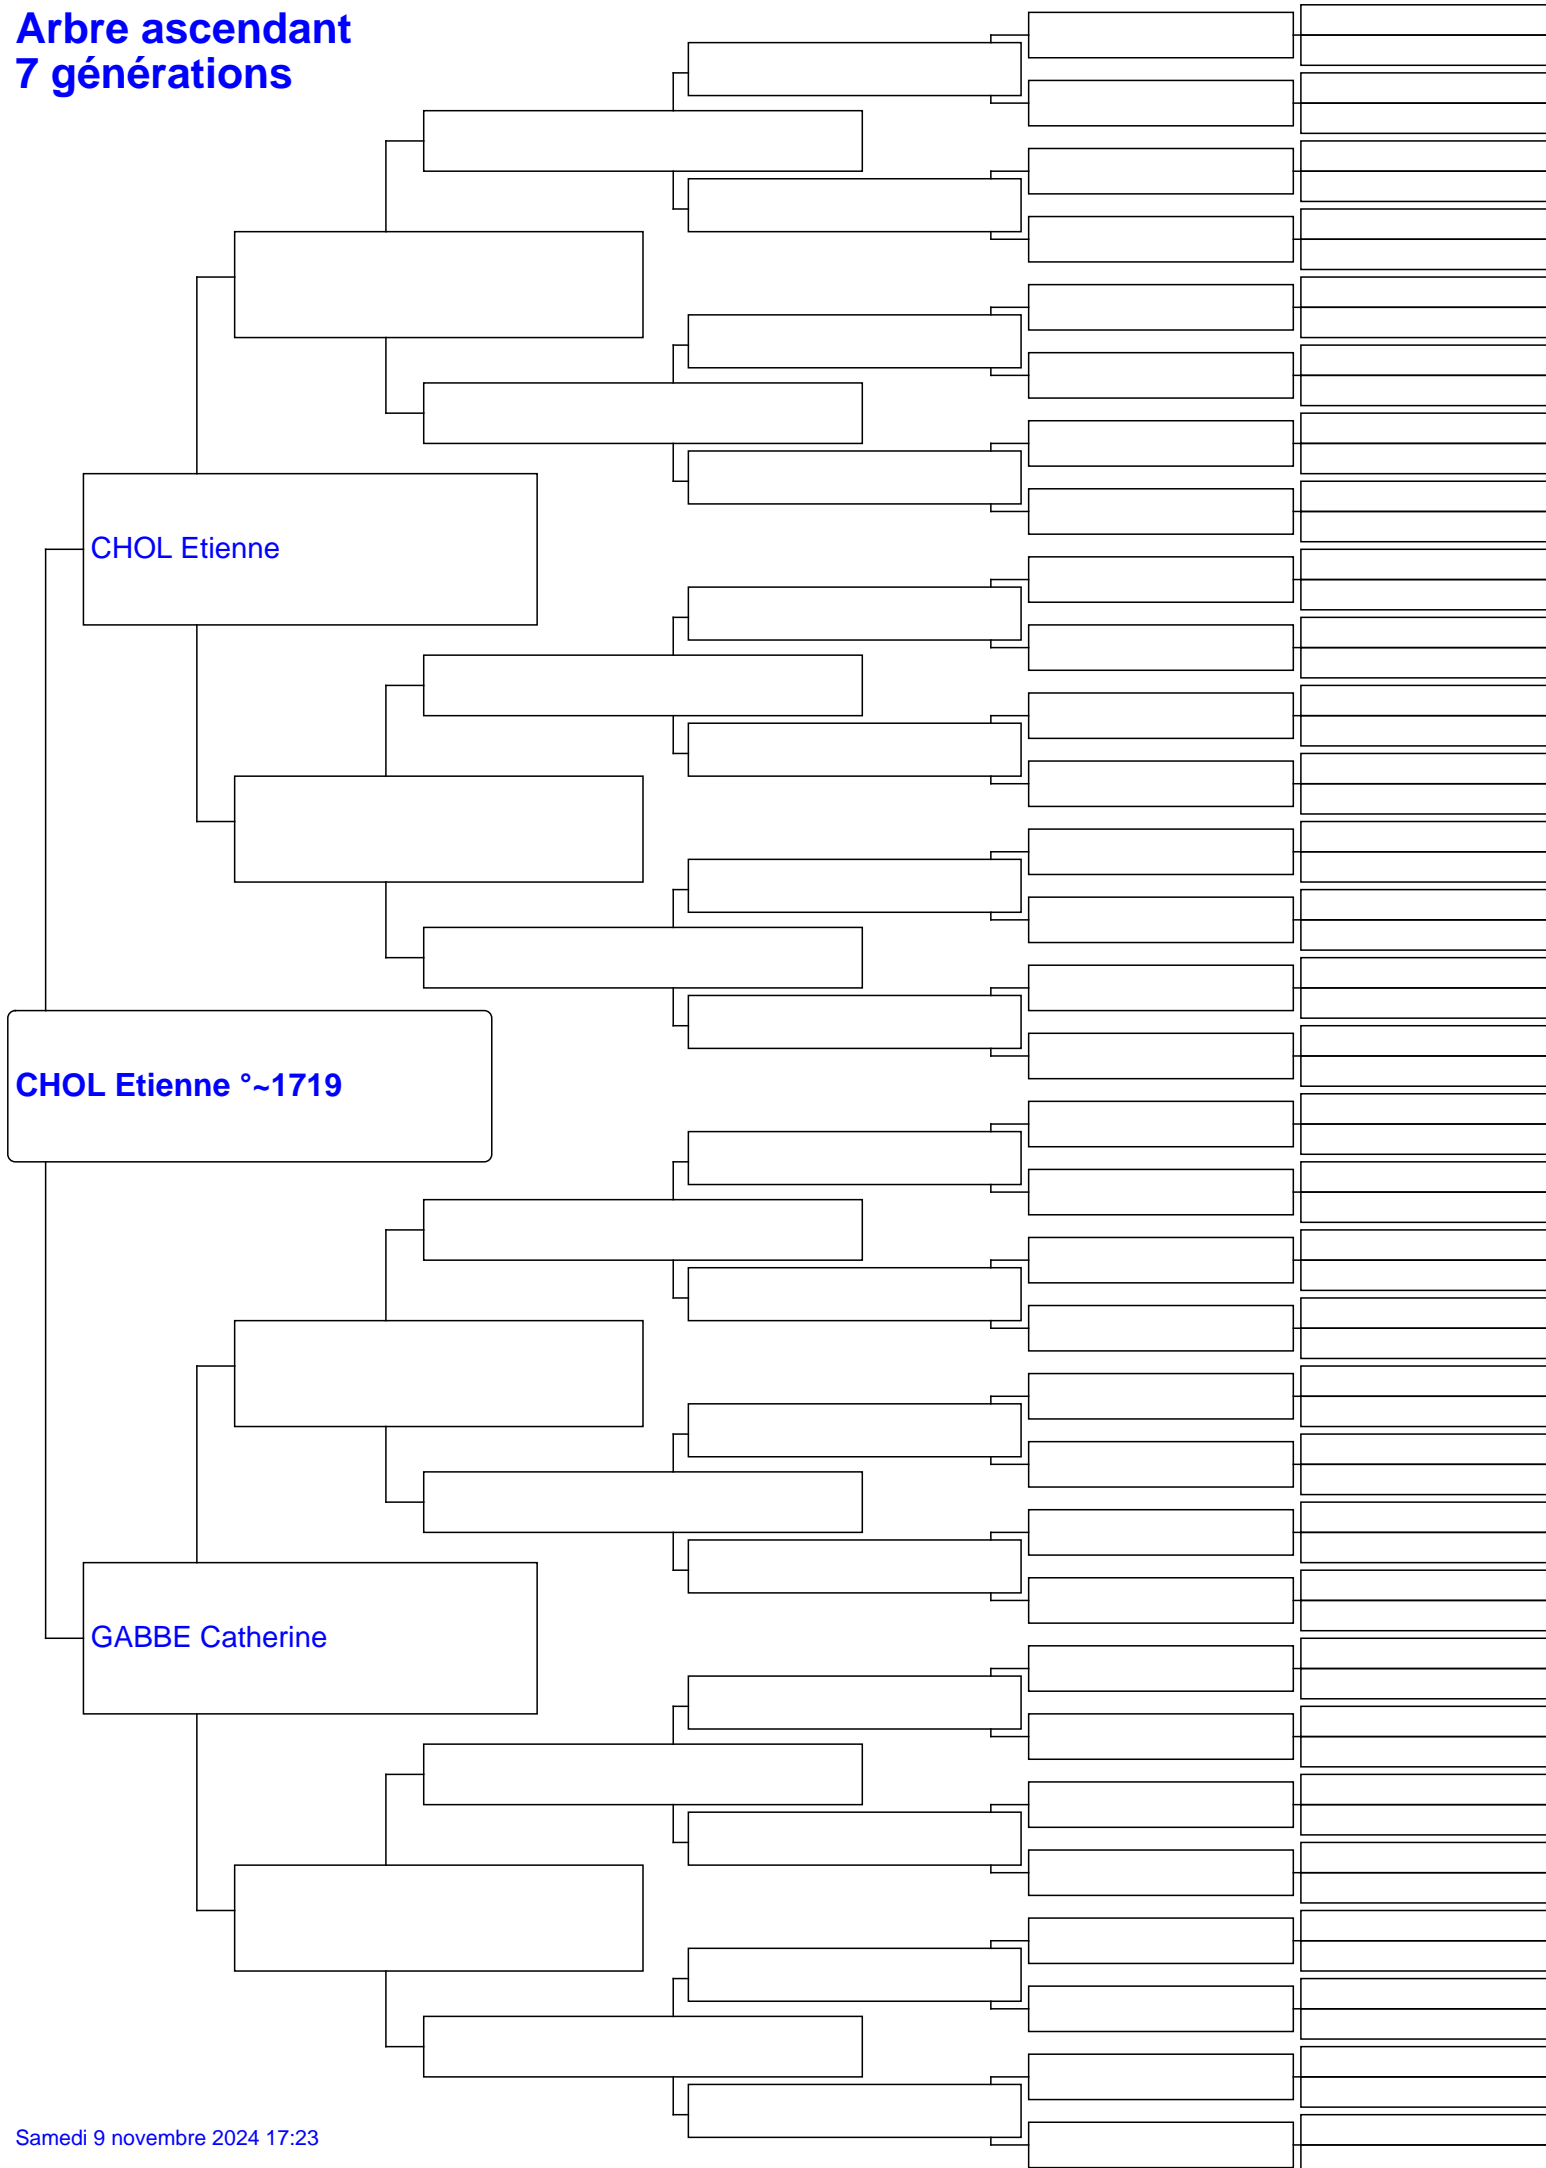 Arbre ascendant
7 générations
CHOL Etienne
CHOL Etienne °~1719
GABBE Catherine
Samedi 9 novembre 2024 17:23